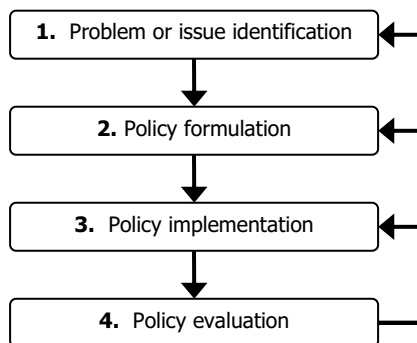 1. Problem or issue identification
2. Policy formulation
3. Policy implementation
4. Policy evaluation